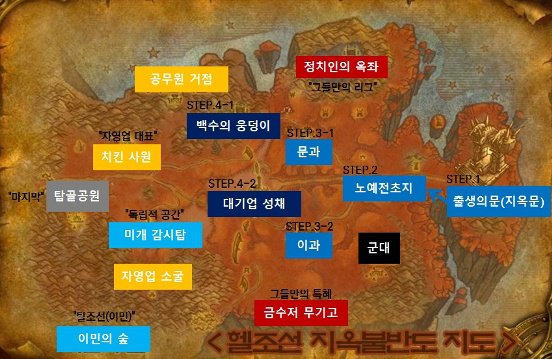 공무원 거점
정치인의 옥좌
"그들만의 리그"
STEP.4-1
백수의 웅덩이
"자영업 대표"
치킨 사원
STEP.3-1
문과
STEP.2
노예전초지
STEP.1
출생의문(지옥문)
"마지막"
탑골공원
STEP.4-2
대기업 성채
"독립적 공간"
미개 감시탑
STEP.3-2
이과
군대
자영업 소굴
그들만의 특혜
금수저 무기고
"탈조선(이민)"
이민의 숲
< 헬조선 지옥불반도 지도 >